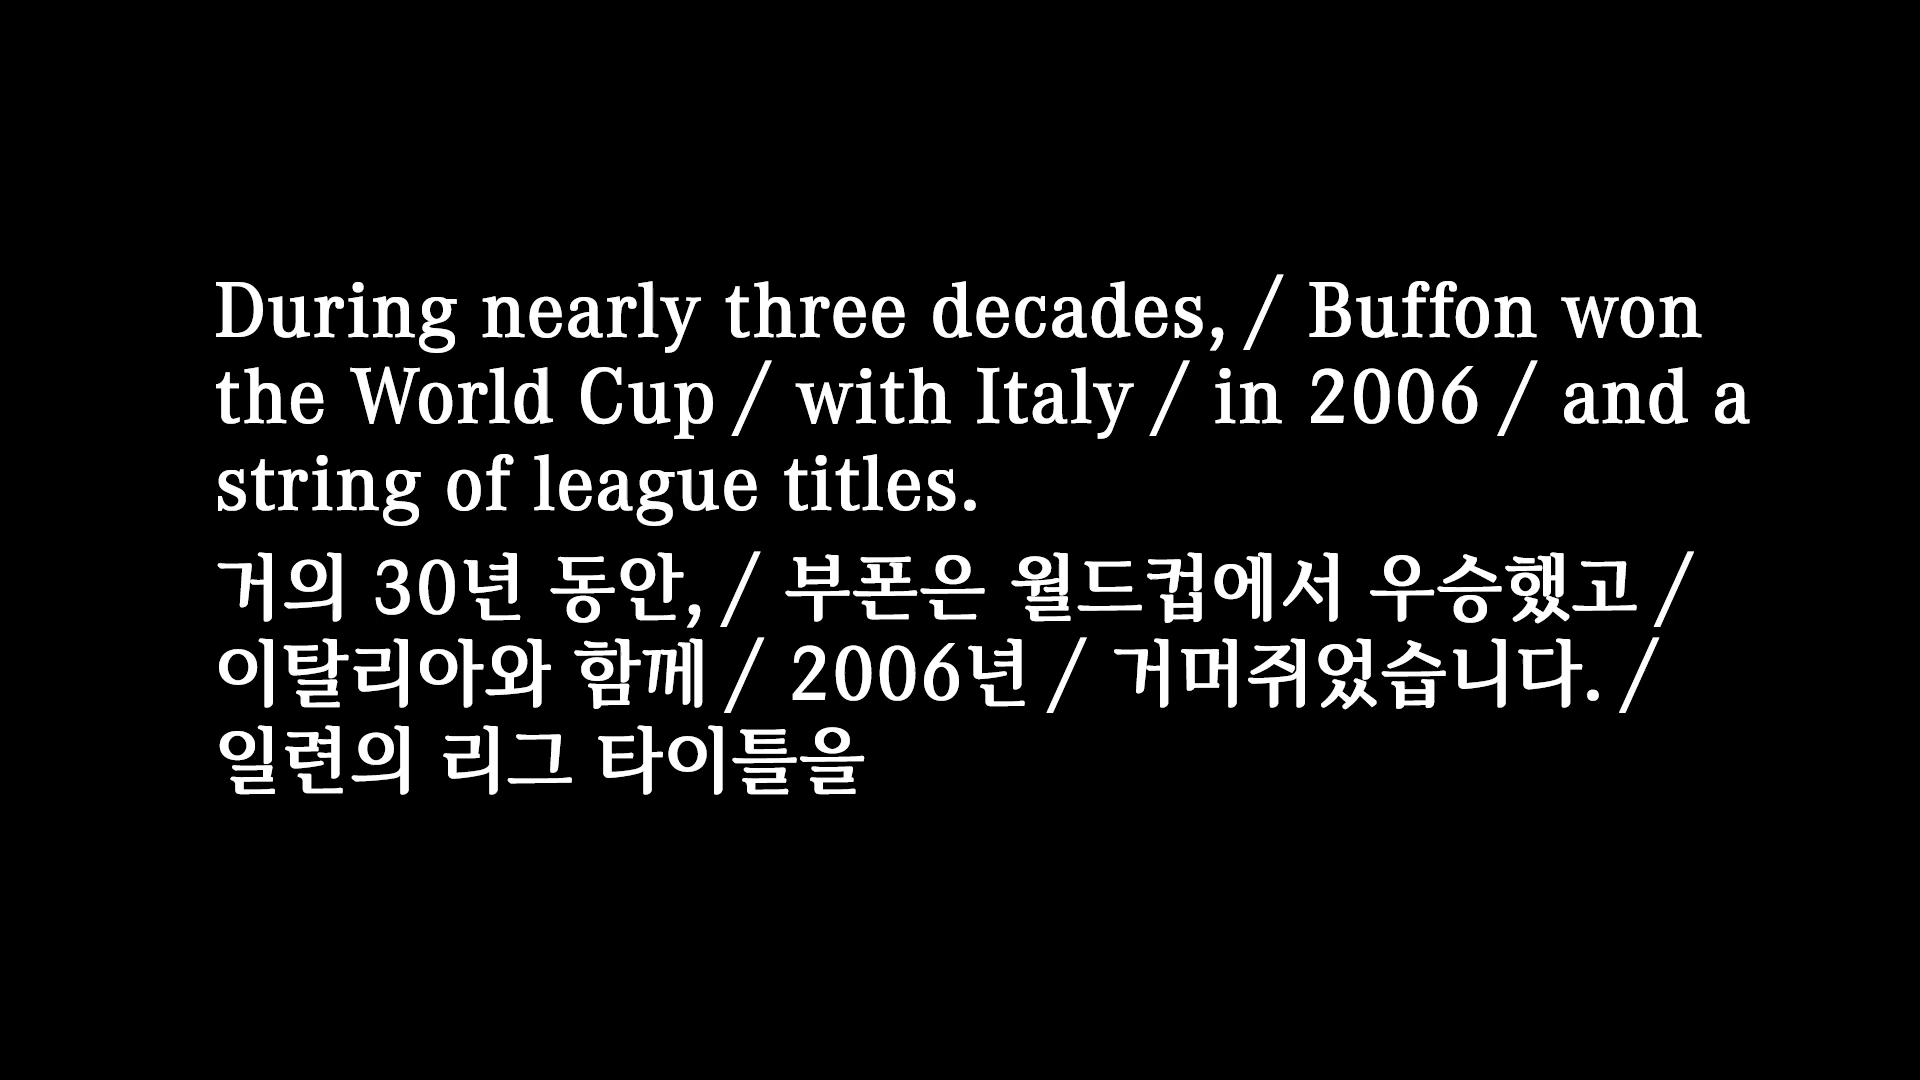 During nearly three decades, / Buffon won
the World Cup / with Italy / in 2006 / and a
string of league titles.
거의 30년 동안, / 부폰은 월드컵에서 우승했고 /
이탈리아와 함께 / 2006년 / 거머쥐었습니다. /
일련의 리그 타이틀을